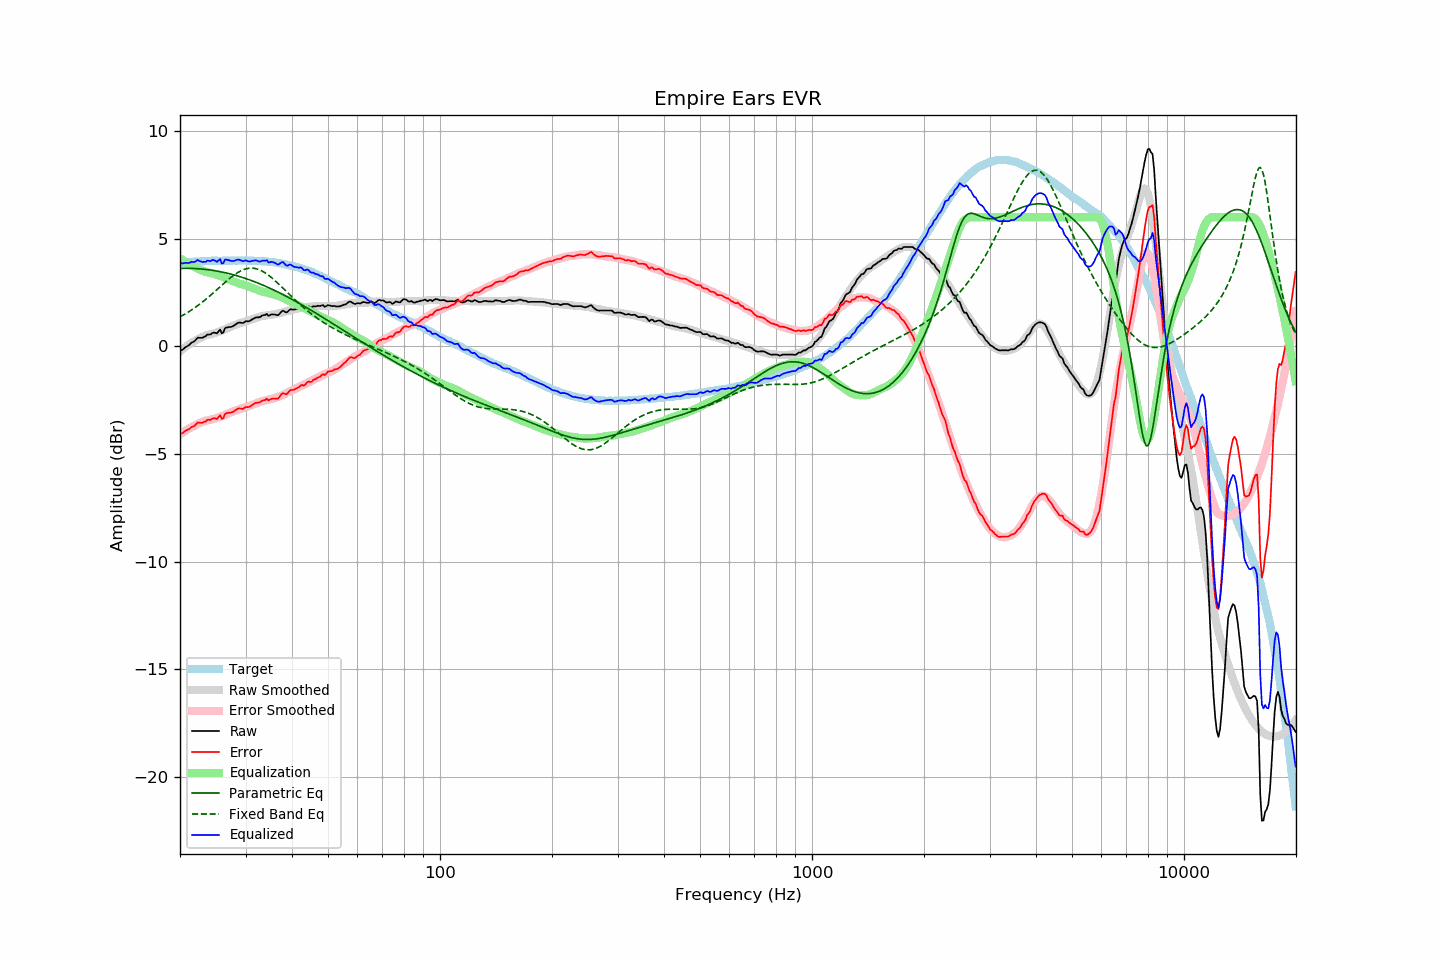 Empire Ears EVR
10
5
0
−5
−10
−15
−20
Amplitude (dBr)
Target
Raw Smoothed
Error Smoothed
Raw
Error
Equalization
Parametric Eq
Fixed Band Eq
Equalized
100
1000
10000
Frequency (Hz)